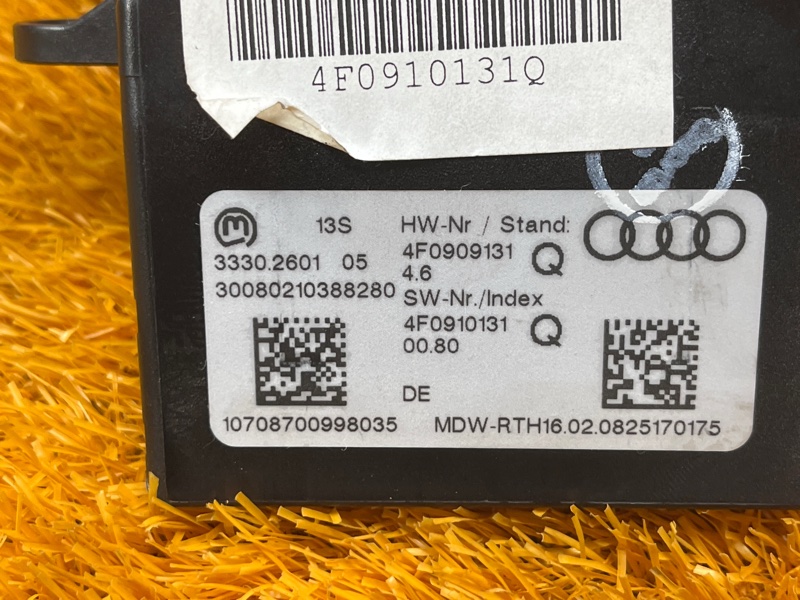 4F0910131Q
13S
HW-Nr / Stand:
3330.2601 05
4F0909131 Q
4.6
30080210388280
SW-Nr./Index
4F0910131 Q
00.80
DE
10708700998035
MDW-RTH16.02.0825170175